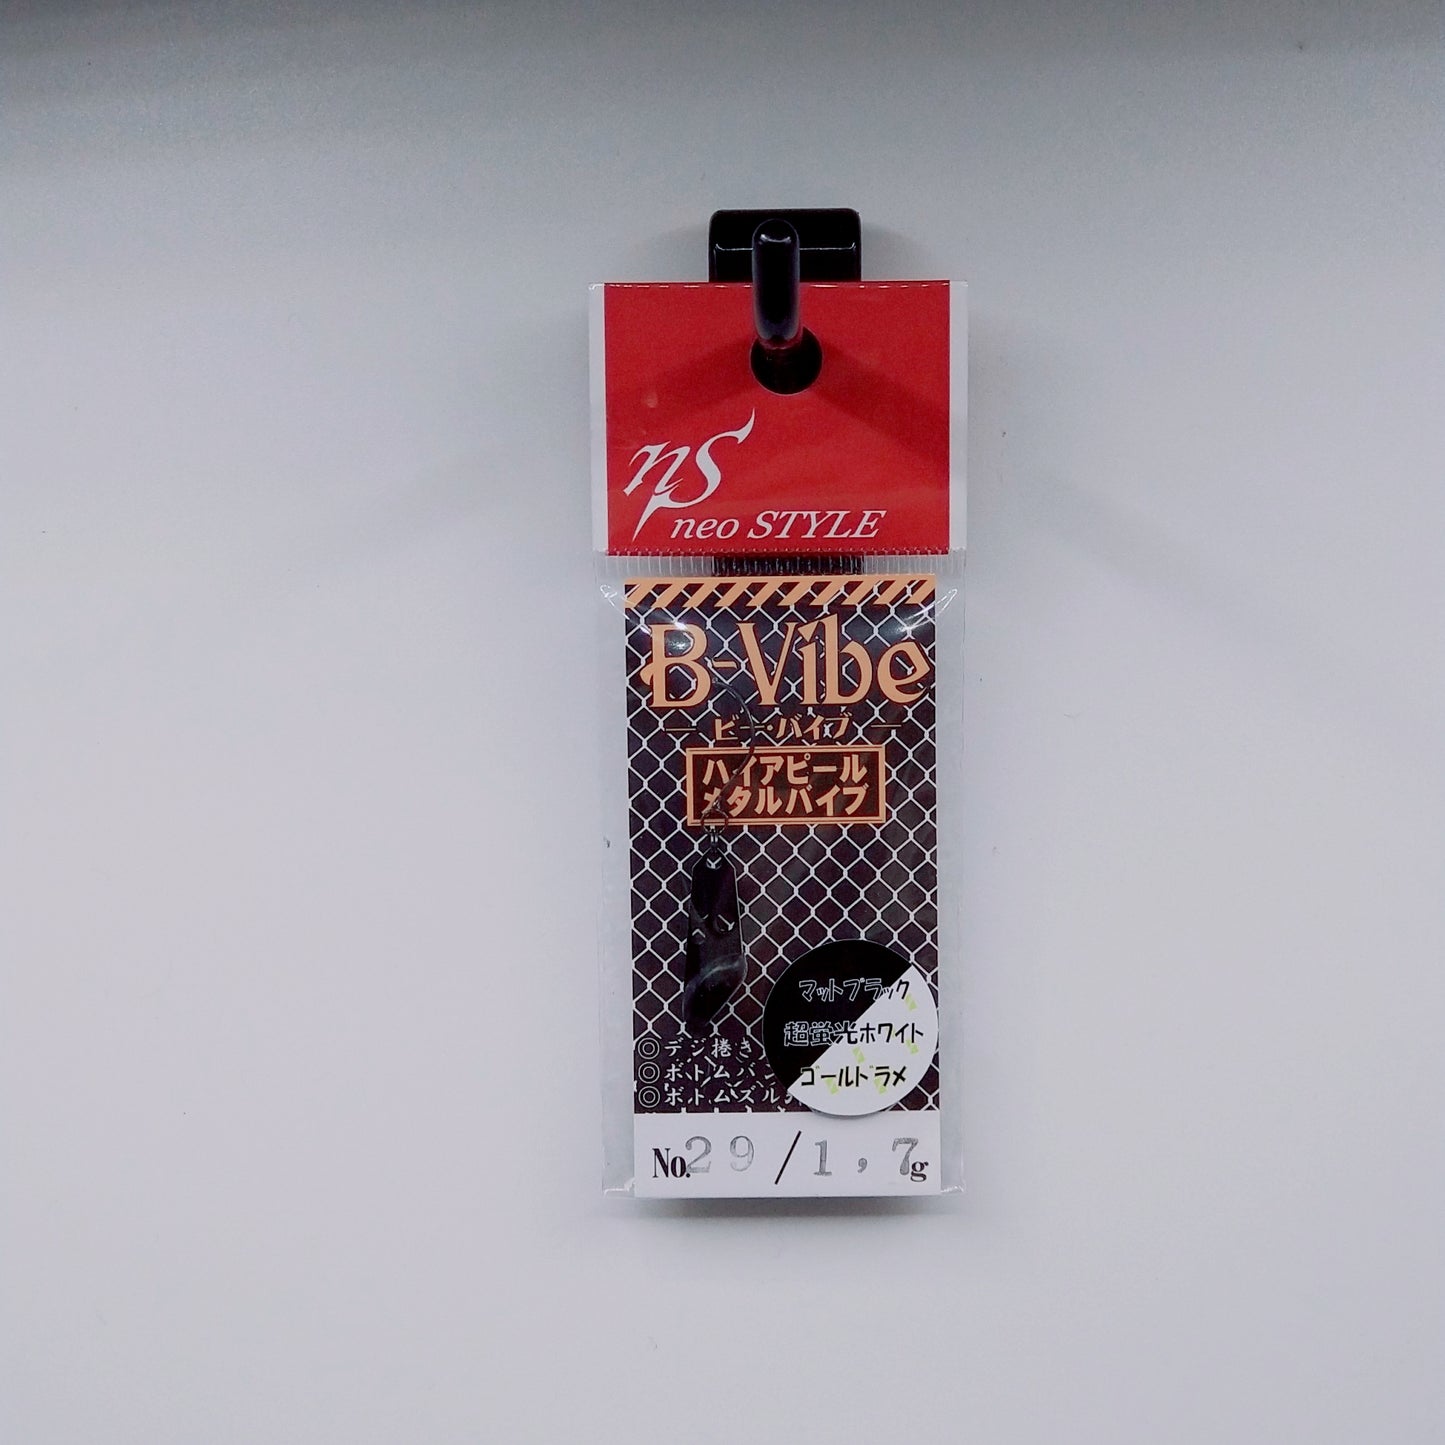 ns
neo STYLE
B-Vibe
ビー・バイブ
ハイアピール
メタルバイブ
マットブラック
超蛍光ホワイト
ゴールドラメ
◎デジ捲き
◎ボトムバン
◎ボトムズル
No.29/1,7g